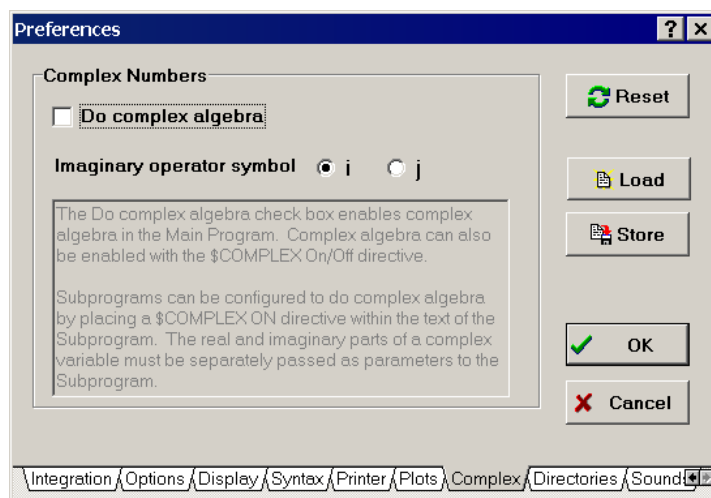 Preferences
Complex Numbers
Do complex algebra
Imaginary operator symbol i j
The Do complex algebra check box enables complex
algebra in the Main Program. Complex algebra can also
be enabled with the $COMPLEX On/Off directive.
Subprograms can be configured to do complex algebra
by placing a $COMPLEX ON directive within the text of the
Subprogram. The real and imaginary parts of a complex
variable must be separately passed as parameters to the
Subprogram.
Reset
Load
Store
OK
Cancel
Integration Options Display Syntax Printer Plots Complex Directories Sound